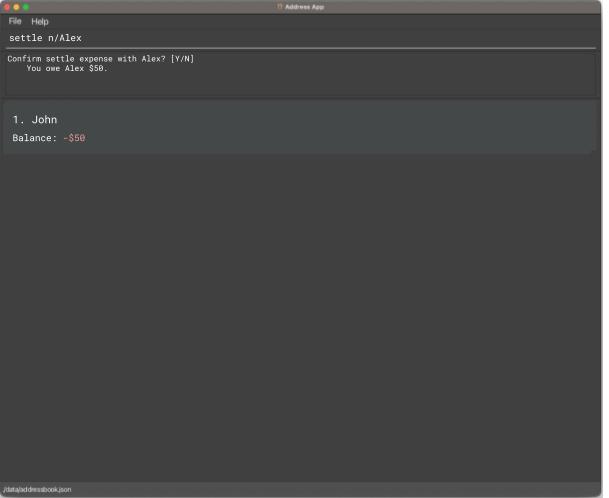 Address App
File Help
settle n/Alex
Confirm settle expense with Alex? [Y/N]
You owe Alex $50.
1. John
Balance: -$50
./data/addressbook.json